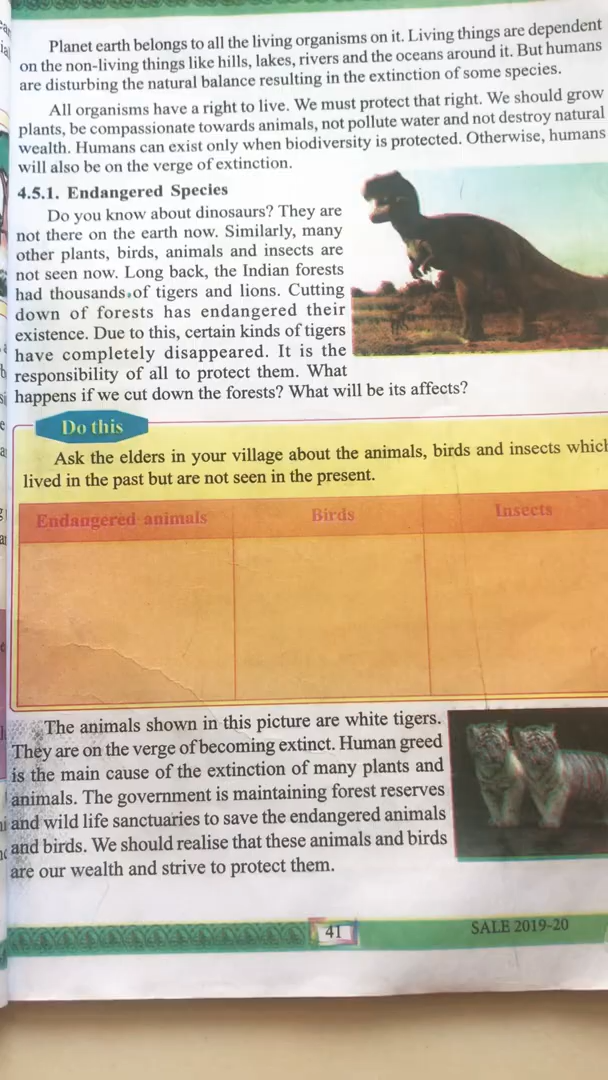 Planet earth belongs to all the living organisms on it. Living things are dependent
on the non-living things like hills, lakes, rivers and the oceans around it. But humans
are disturbing the natural balance resulting in the extinction of some species.
All organisms have a right to live. We must protect that right. We should grow
plants, be compassionate towards animals, not pollute water and not destroy natural
wealth. Humans can exist only when biodiversity is protected. Otherwise, humans
will also be on the verge of extinction.
4.5.1. Endangered Species
Do you know about dinosaurs? They are
not there on the earth now. Similarly, many
other plants, birds, animals and insects are
not seen now. Long back, the Indian forests
had thousands of tigers and lions. Cutting
down of forests has endangered their
existence. Due to this, certain kinds of tigers
have completely disappeared. It is the
responsibility of all to protect them. What
happens if we cut down the forests? What will be its affects?
Do this
Ask the elders in your village about the animals, birds and insects which
lived in the past but are not seen in the present.
Endangered animals Birds Insects
The animals shown in this picture are white tigers.
They are on the verge of becoming extinct. Human greed
is the main cause of the extinction of many plants and
animals. The government is maintaining forest reserves
and wild life sanctuaries to save the endangered animals
and birds. We should realise that these animals and birds
are our wealth and strive to protect them.
41
SALE 2019-20